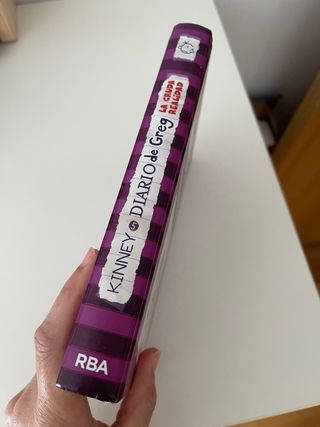 KINNEY 5 DIARIO de Greg
LA CRUDA
REALIDAD
RBA